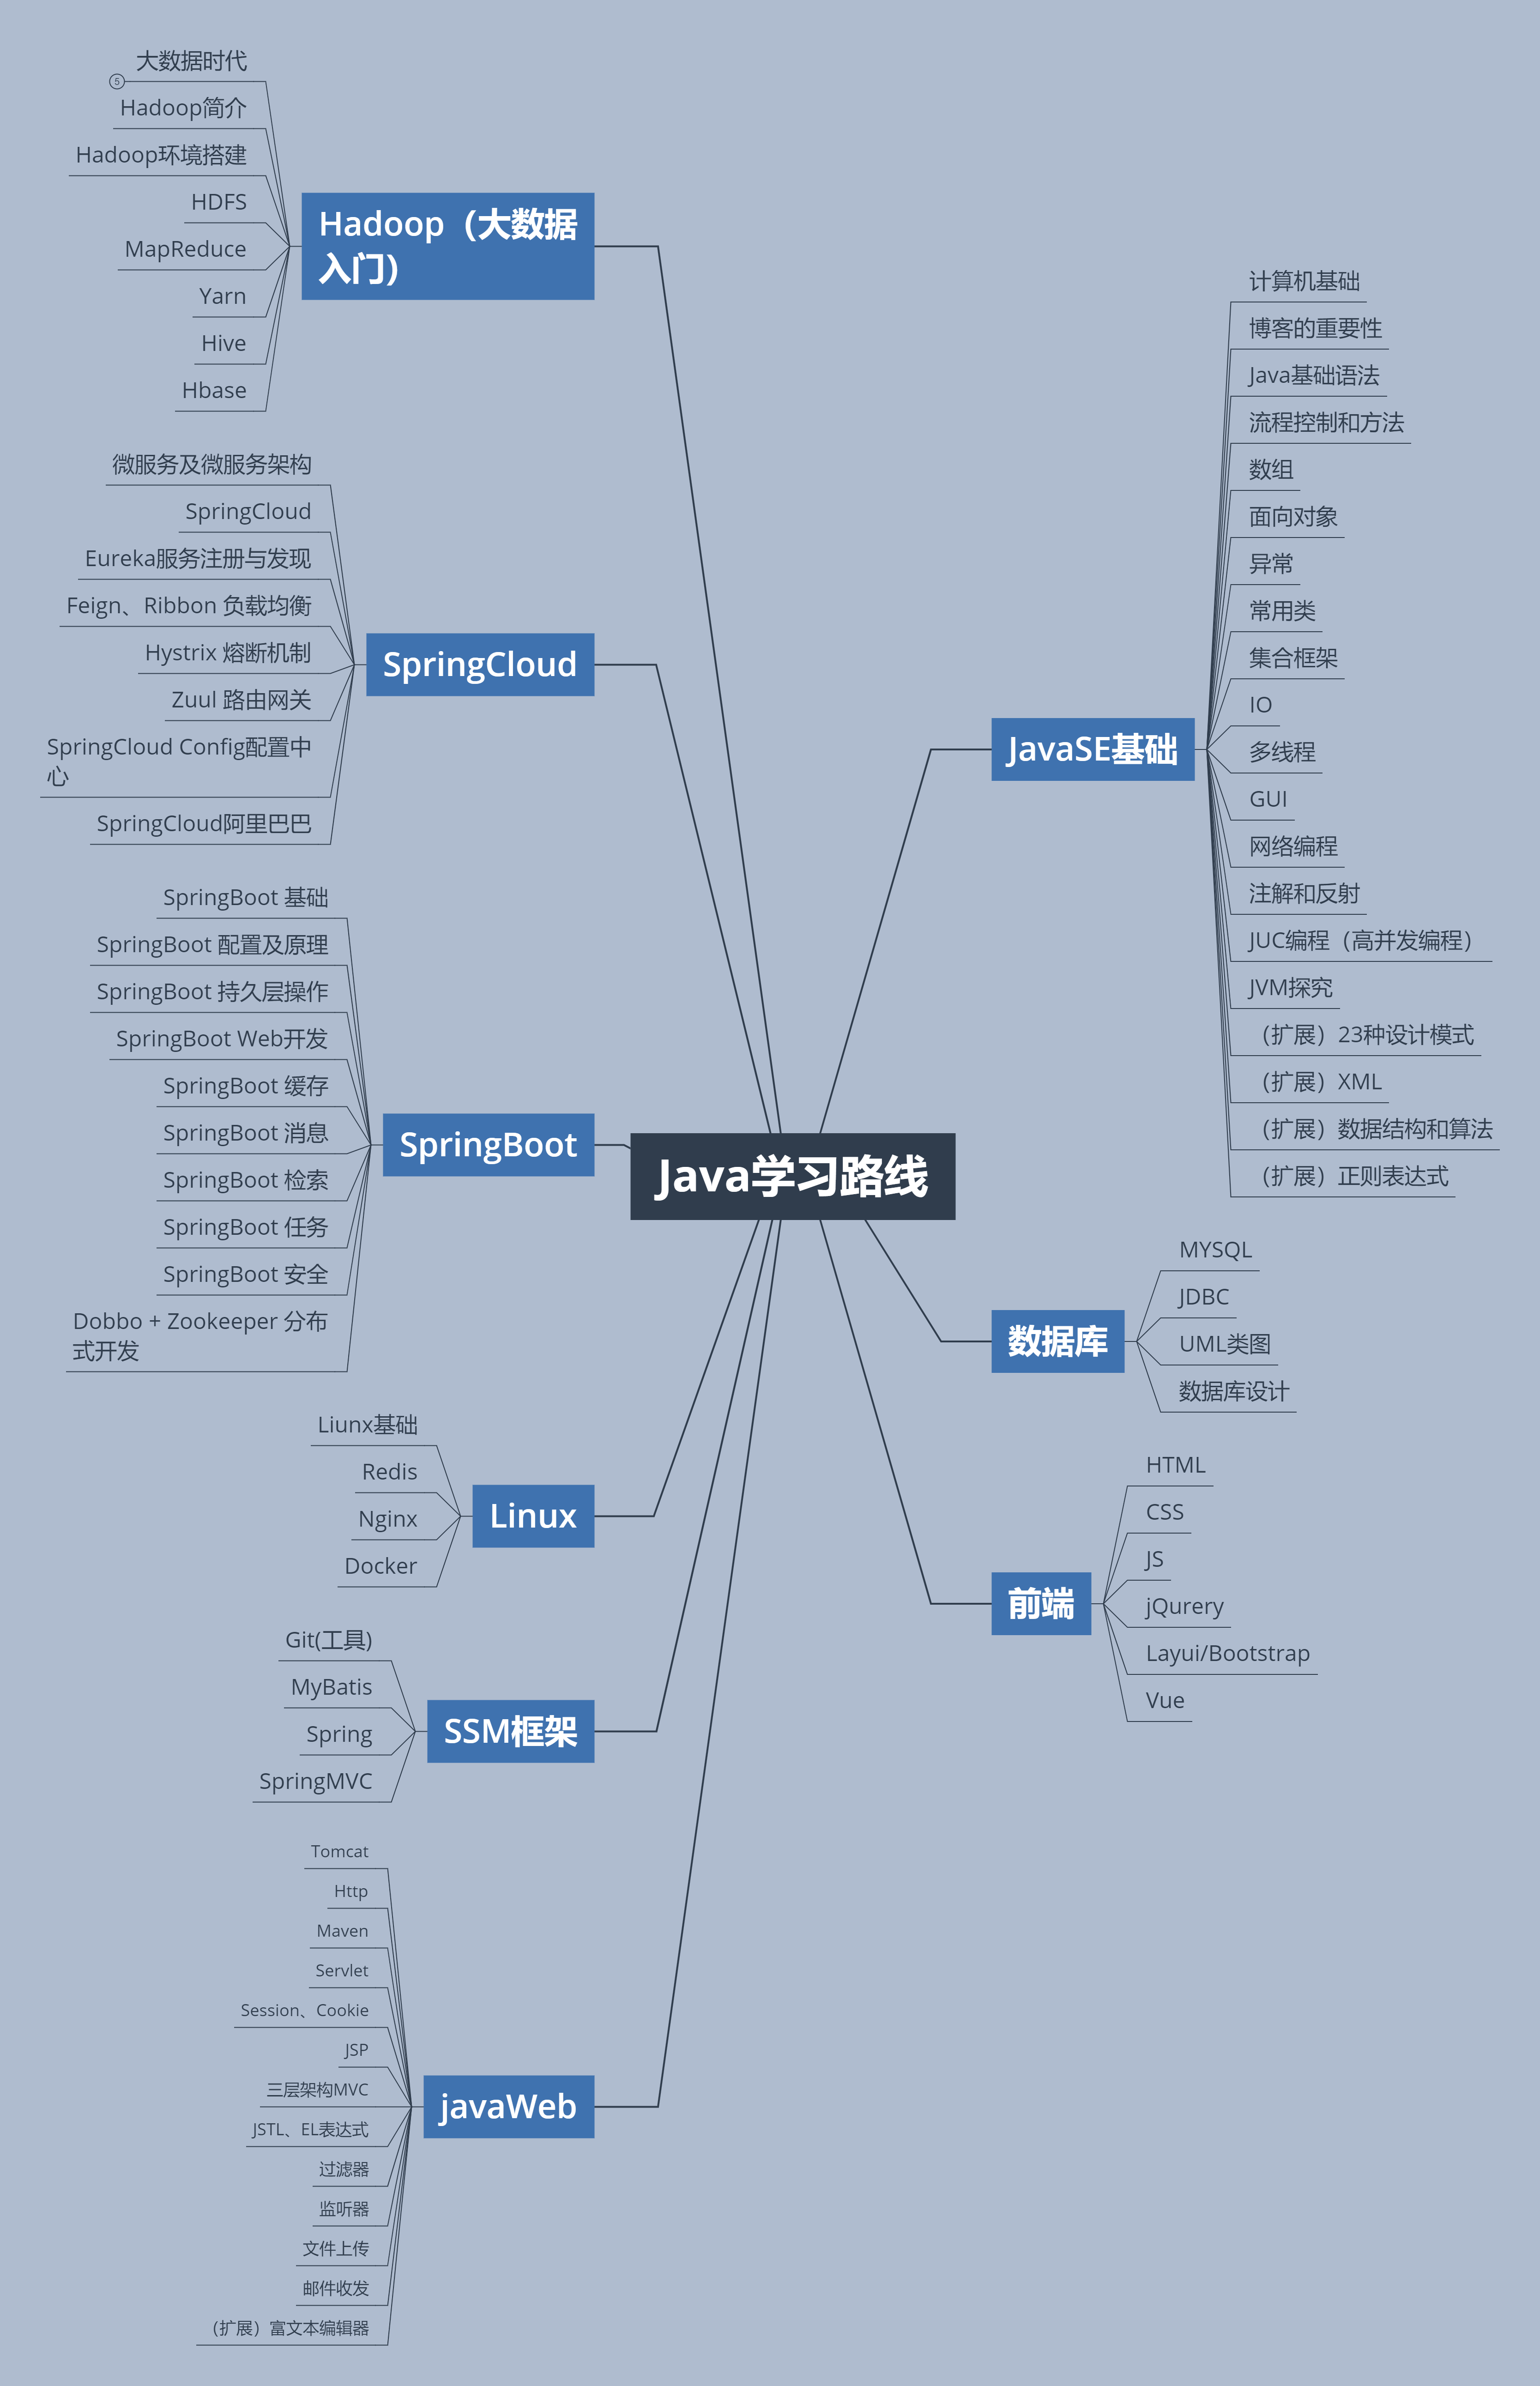 Java学习路线
JavaSE基础
计算机基础
博客的重要性
Java基础语法
流程控制和方法
数组
面向对象
异常
常用类
集合框架
IO
多线程
GUI
网络编程
注解和反射
JUC编程（高并发编程）
JVM探究
（扩展）23种设计模式
（扩展）XML
（扩展）数据结构和算法
（扩展）正则表达式
数据库
MYSQL
JDBC
UML类图
数据库设计
前端
HTML
CSS
JS
jQurery
Layui/Bootstrap
Vue
javaWeb
Tomcat
Http
Maven
Servlet
Session、Cookie
JSP
三层架构MVC
JSTL、EL表达式
过滤器
监听器
文件上传
邮件收发
（扩展）富文本编辑器
SSM框架
Git(工具)
MyBatis
Spring
SpringMVC
Linux
Liunx基础
Redis
Nginx
Docker
SpringBoot
SpringBoot 基础
SpringBoot 配置及原理
SpringBoot 持久层操作
SpringBoot Web开发
SpringBoot 缓存
SpringBoot 消息
SpringBoot 检索
SpringBoot 任务
SpringBoot 安全
Dobbo + Zookeeper 分布
式开发
SpringCloud
微服务及微服务架构
SpringCloud
Eureka服务注册与发现
Feign、Ribbon 负载均衡
Hystrix 熔断机制
Zuul 路由网关
SpringCloud Config配置中
心
SpringCloud阿里巴巴
Hadoop（大数据
入门）
大数据时代
5
Hadoop简介
Hadoop环境搭建
HDFS
MapReduce
Yarn
Hive
Hbase